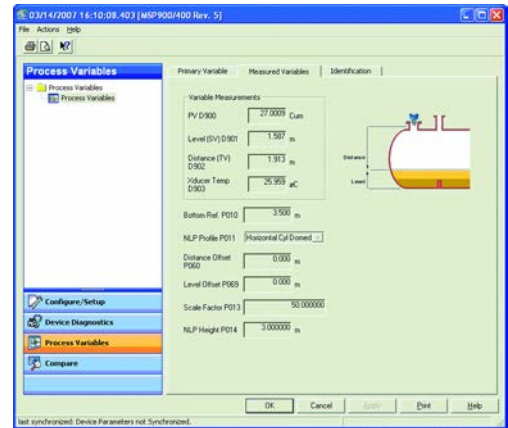 03/14/2007 16:10:08.403 [MSP900/400 Rev. 5]
File Actions Help
Process Variables
Process Variables
Process Variables
Configure/Setup
Device Diagnostics
Process Variables
Compare
Primary Variable Measured Variables Identification
Variable Measurements
PV D900 27.0009 Cum
Level (SV) D901 1.587 m
Distance (TV) D902 1.913 m
Xducer Temp D903 25.959 øC
Distance
Level
Bottom Ref. P010 3.500 m
NLP Profile P011 Horizontal Cyl Domed
Distance Offset P060 0.000 m
Level Offset P069 0.000 m
Scale Factor P013 50.000000
NLP Height P014 3.000000 m
OK Cancel Apply Print Help
last synchronized: Device Parameters not Synchronized.